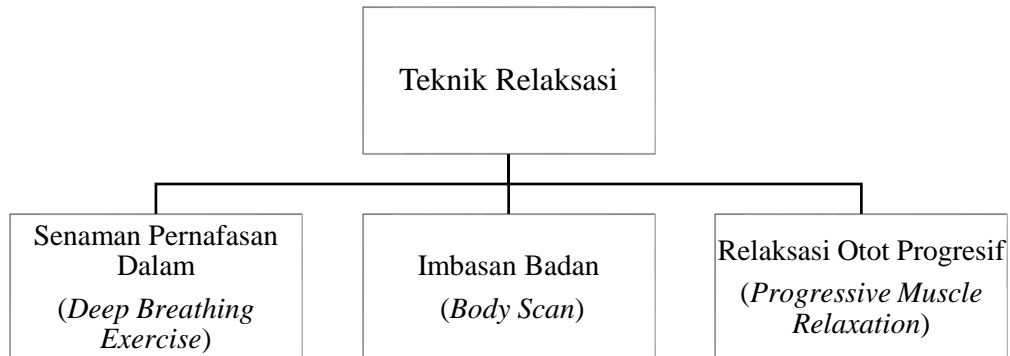 Teknik Relaksasi
Senaman Pernafasan
Dalam
(Deep Breathing
Exercise)
Imbasan Badan
(Body Scan)
Relaksasi Otot Progresif
(Progressive Muscle
Relaxation)